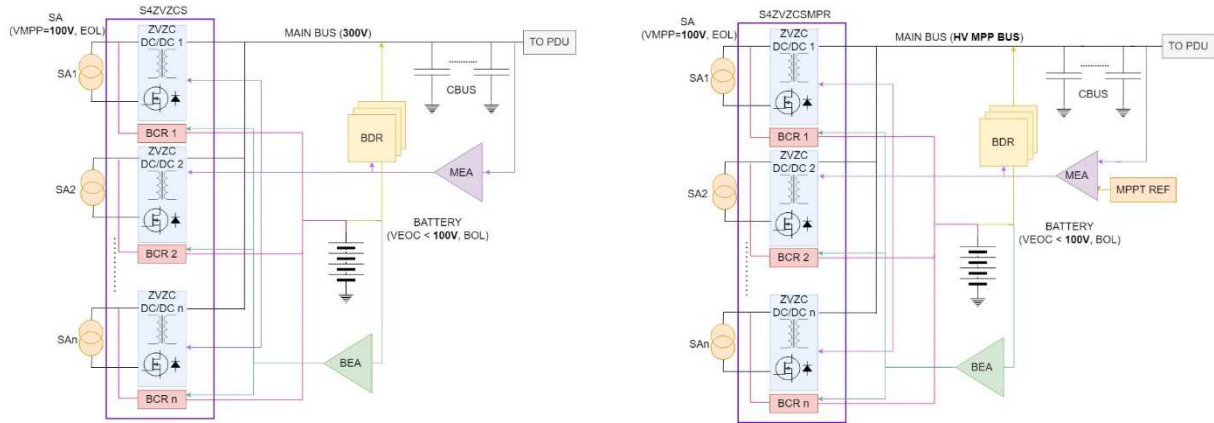 SA
(VMPP=100V, EOL)
S4ZVZCS
SA1
ZVZC
DC/DC 1
BCR 1
MAIN BUS (300V)
TO PDU
CBUS
BDR
SA2
ZVZC
DC/DC 2
BCR 2
MEA
BATTERY
(VEOC < 100V, BOL)
SAn
ZVZC
DC/DC n
BCR n
BEA
SA
(VMPP=100V, EOL)
S4ZVZCSMPR
SA1
ZVZC
DC/DC 1
BCR 1
MAIN BUS (HV MPP BUS)
TO PDU
CBUS
BDR
SA2
ZVZC
DC/DC 2
BCR 2
MEA
MPPT REF
BATTERY
(VEOC < 100V, BOL)
SAn
ZVZC
DC/DC n
BCR n
BEA